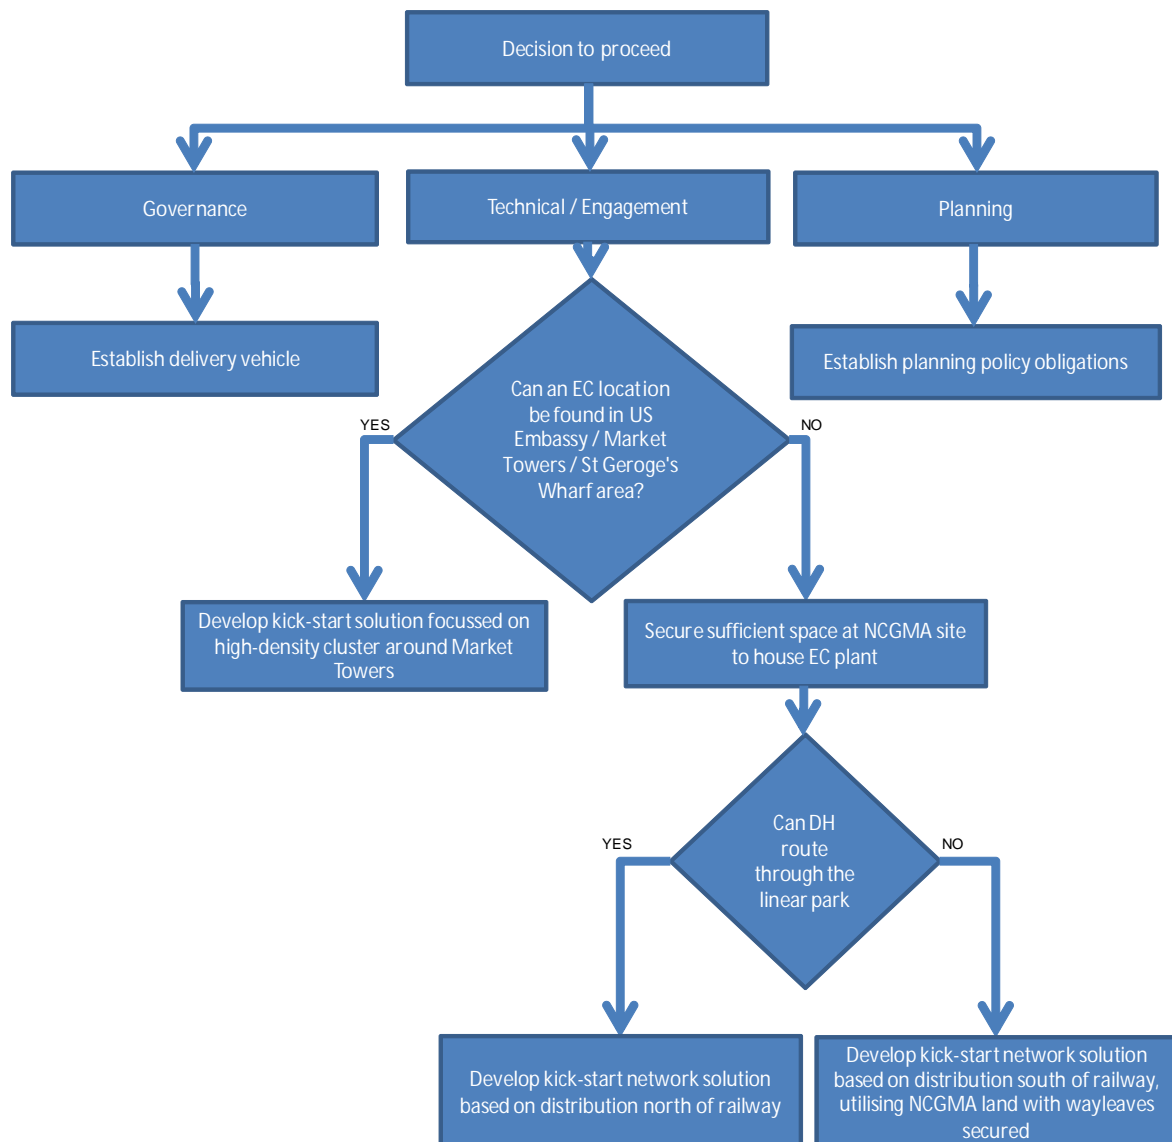 Decision to proceed
Governance
Technical / Engagement
Planning
Establish delivery vehicle
Establish planning policy obligations
Can an EC location
be found in US
Embassy / Market
Towers / St Geroge's
Wharf area?
YES
NO
Develop kick-start solution focussed on
high-density cluster around Market
Towers
Secure sufficient space at NCGMA site
to house EC plant
Can DH
route
through the
linear park
YES
NO
Develop kick-start network solution
based on distribution north of railway
Develop kick-start network solution
based on distribution south of railway,
utilising NCGMA land with wayleaves
secured